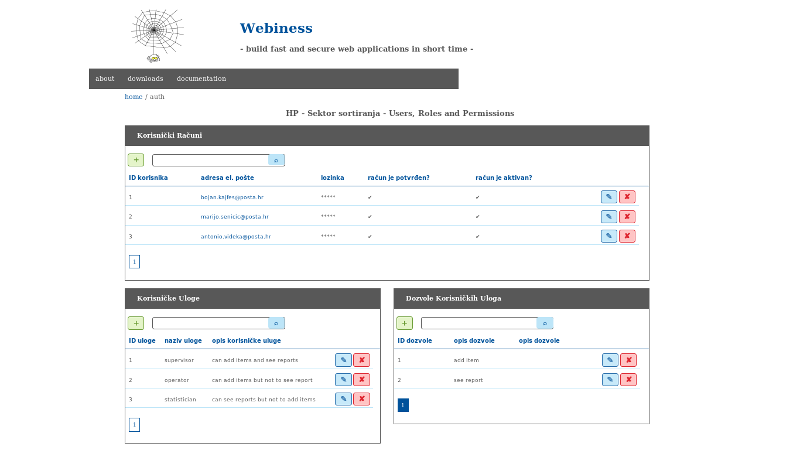 Webiness
- build fast and secure web applications in short time -
about downloads documentation
home / auth
HP - Sektor sortiranja - Users, Roles and Permissions
Korisnički Računi
+
ID korisnika adresa el. pošte lozinka račun je potvrđen? račun je aktivan?
1 bojan.kajfes@posta.hr ***** ✔ ✔
2 marijo.senicic@posta.hr ***** ✔ ✔
3 antonio.videka@posta.hr ***** ✔ ✔
1
Korisničke Uloge
+
ID uloge naziv uloge opis korisničke uloge
1 supervisor can add items and see reports
2 operator can add items but not to see report
3 statistinian can see reports but not to add items
1
Dozvole Korisničkih Uloga
+
ID dozvole opis dozvole opis dozvole
1 add item
2 see report
1